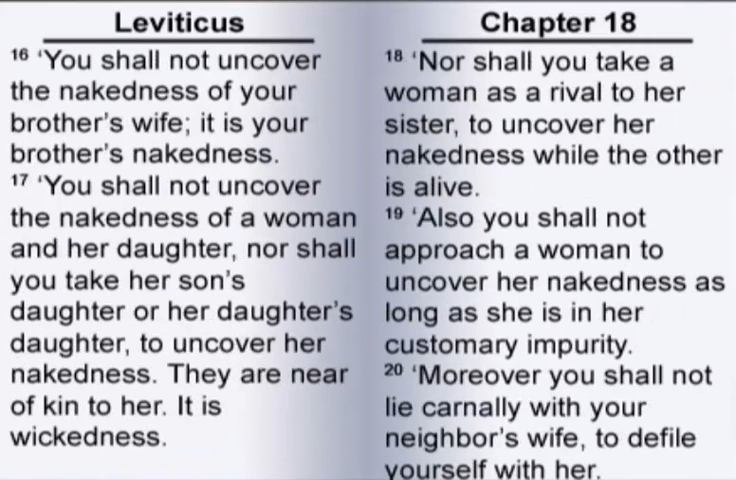 Leviticus
16 ‘You shall not uncover
the nakedness of your
brother’s wife; it is your
brother’s nakedness.
17 ‘You shall not uncover
the nakedness of a woman
and her daughter, nor shall
you take her son’s
daughter or her daughter’s
daughter, to uncover her
nakedness. They are near
of kin to her. It is
wickedness.
Chapter 18
18 ‘Nor shall you take a
woman as a rival to her
sister, to uncover her
nakedness while the other
is alive.
19 ‘Also you shall not
approach a woman to
uncover her nakedness as
long as she is in her
customary impurity.
20 ‘Moreover you shall not
lie carnally with your
neighbor’s wife, to defile
yourself with her.